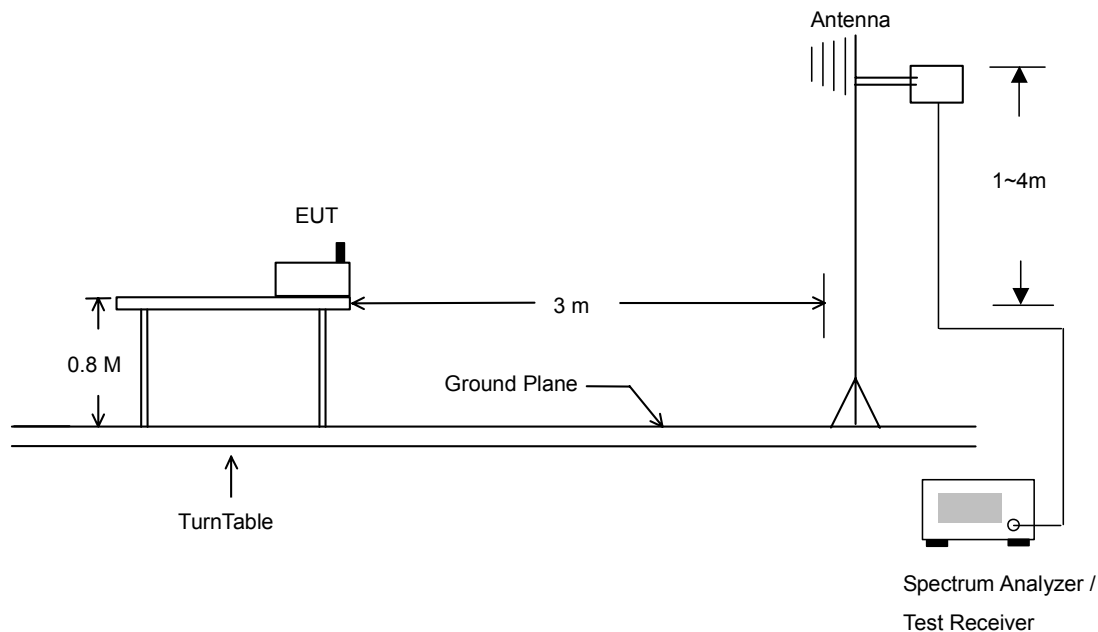 Antenna
1~4m
EUT
3 m
0.8 M
Ground Plane
TurnTable
Spectrum Analyzer /
Test Receiver